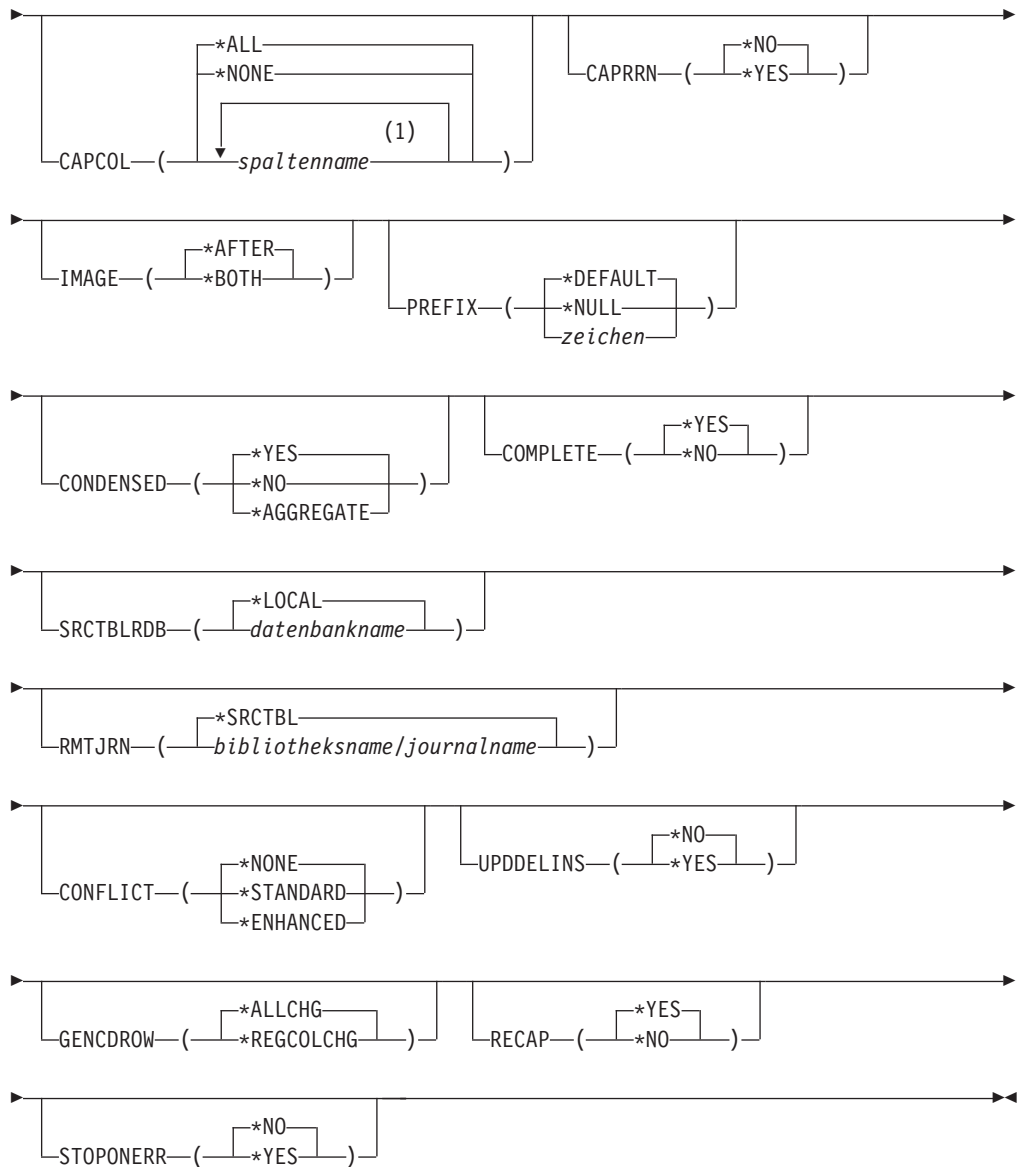 *ALL *NO
*NONE CAPRRN ( *YES )
(1)
CAPCOL ( spaltenname )
*AFTER *DEFAULT
IMAGE ( *BOTH ) *NULL
PREFIX ( zeichen )
*YES *YES
*NO COMPLETE ( *NO )
CONDENSED ( *AGGREGATE )
*LOCAL
SRCTBLRDB ( datenbankname )
*SRCTBL
RMTJRN ( bibliotheksname/journalname )
*NONE *NO
*STANDARD UPDDELINS ( *YES )
CONFLICT ( *ENHANCED )
*ALLCHG *YES
GENCDROW ( *REGCOLCHG ) RECAP ( *NO )
*NO
STOPONERR ( *YES )